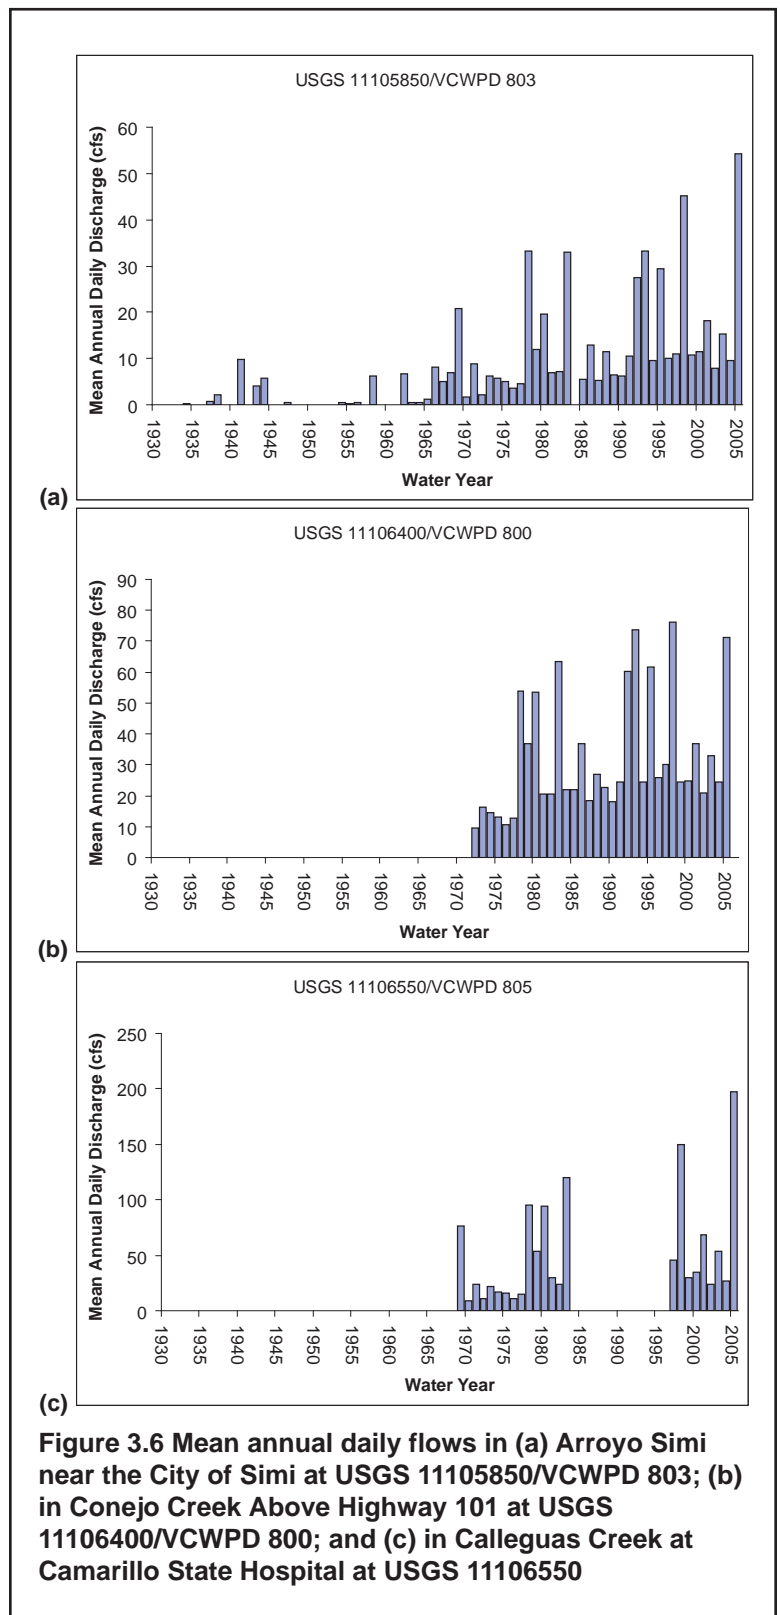 USGS 11105850/VCWPD 803
Mean Annual Daily Discharge (cfs)
60
50
40
30
20
10
0
1930 1935 1940 1945 1950 1955 1960 1965 1970 1975 1980 1985 1990 1995 2000 2005
Water Year
(a)
USGS 11106400/VCWPD 800
Mean Annual Daily Discharge (cfs)
90
80
70
60
50
40
30
20
10
0
1930 1935 1940 1945 1950 1955 1960 1965 1970 1975 1980 1985 1990 1995 2000 2005
Water Year
(b)
USGS 11106550/VCWPD 805
Mean Annual Daily Discharge (cfs)
250
200
150
100
50
0
1930 1935 1940 1945 1950 1955 1960 1965 1970 1975 1980 1985 1990 1995 2000 2005
Water Year
(c)
Figure 3.6 Mean annual daily flows in (a) Arroyo Simi
near the City of Simi at USGS 11105850/VCWPD 803; (b)
in Conejo Creek Above Highway 101 at USGS
11106400/VCWPD 800; and (c) in Calleguas Creek at
Camarillo State Hospital at USGS 11106550